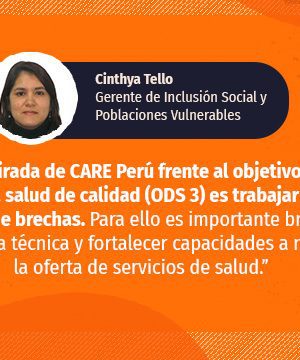 Cinthya Tello
Gerente de Inclusión Social y
Poblaciones Vulnerables
irada de CARE Perú frente al objetivo
salud de calidad (ODS 3) es trabajar
e brechas. Para ello es importante br
a técnica y fortalecer capacidades a n
la oferta de servicios de salud.”